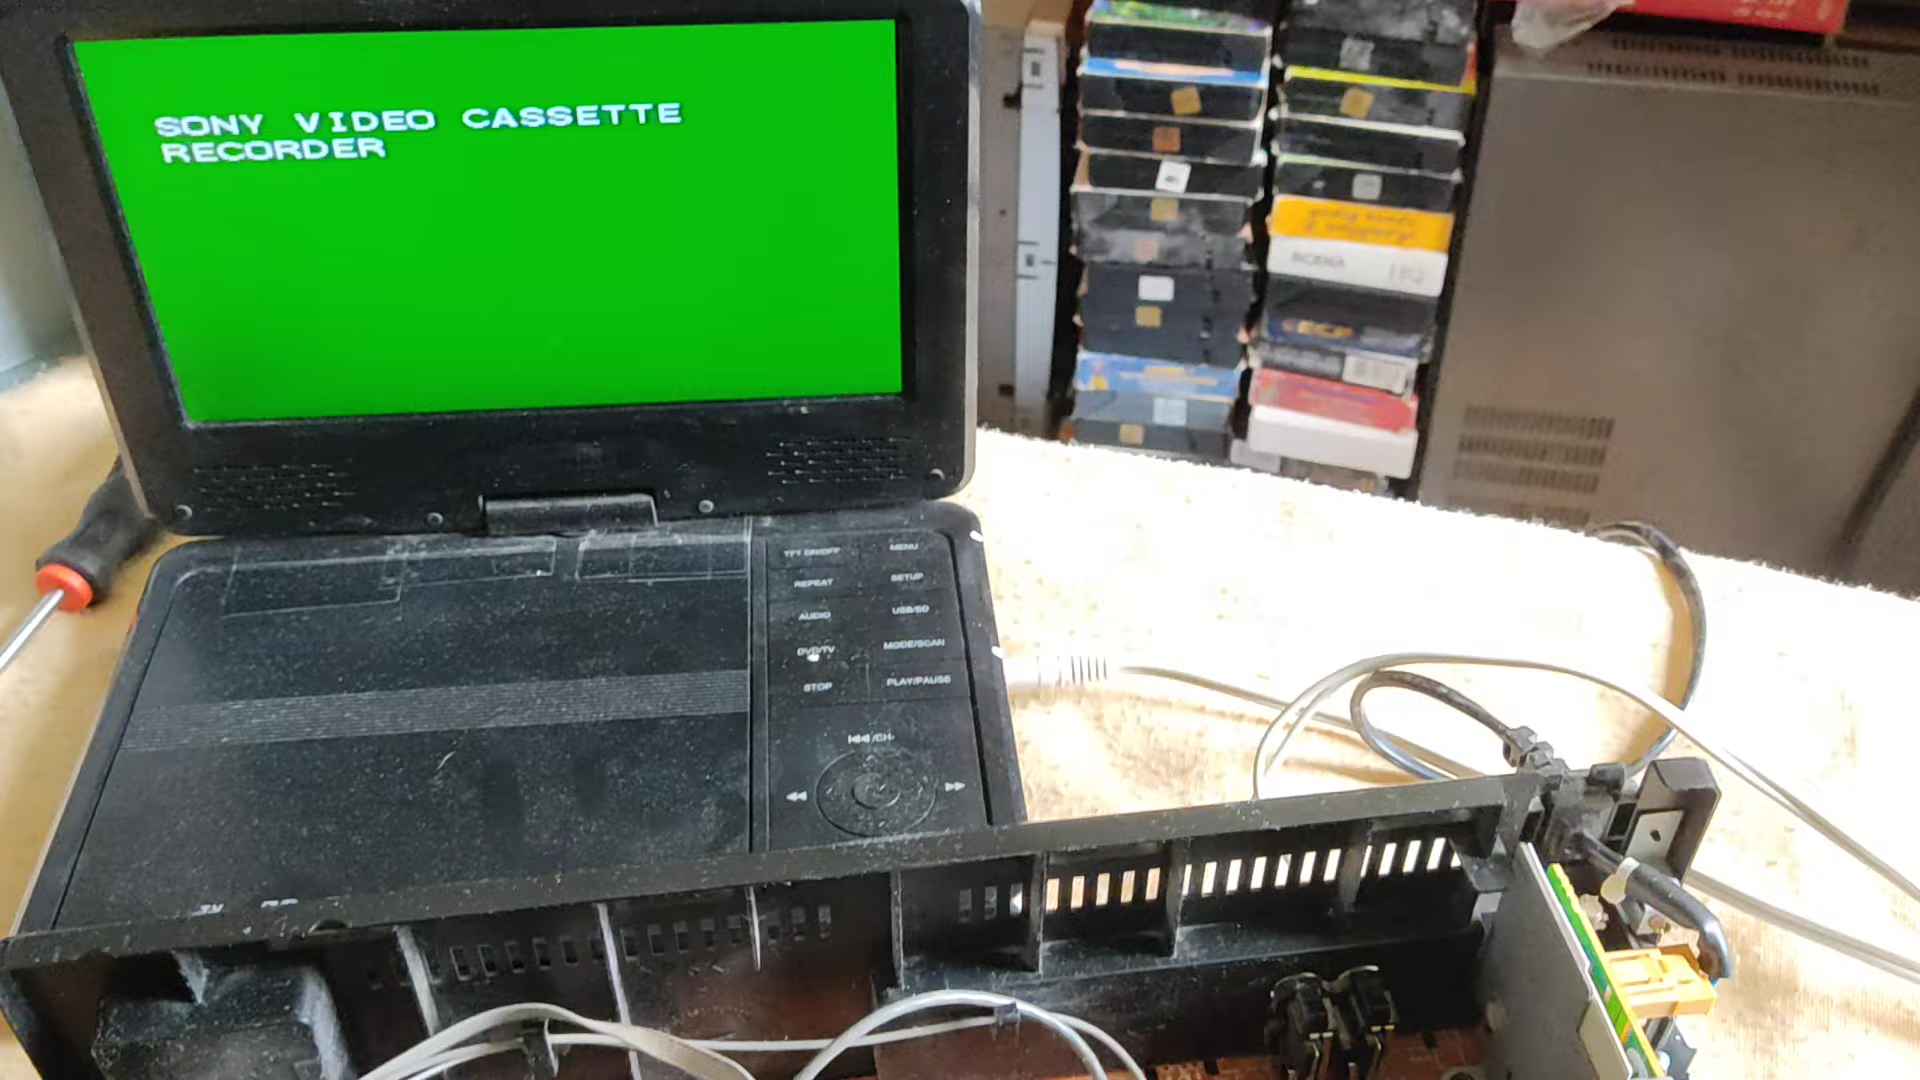 SONY VIDEO CASSETTE
RECORDER
TFT ON/OFF
MENU
REPEAT
SETUP
AUDIO
USB/SD
DVD/TV
MODE/SCAN
STOP
PLAY/PAUSE
/CH-